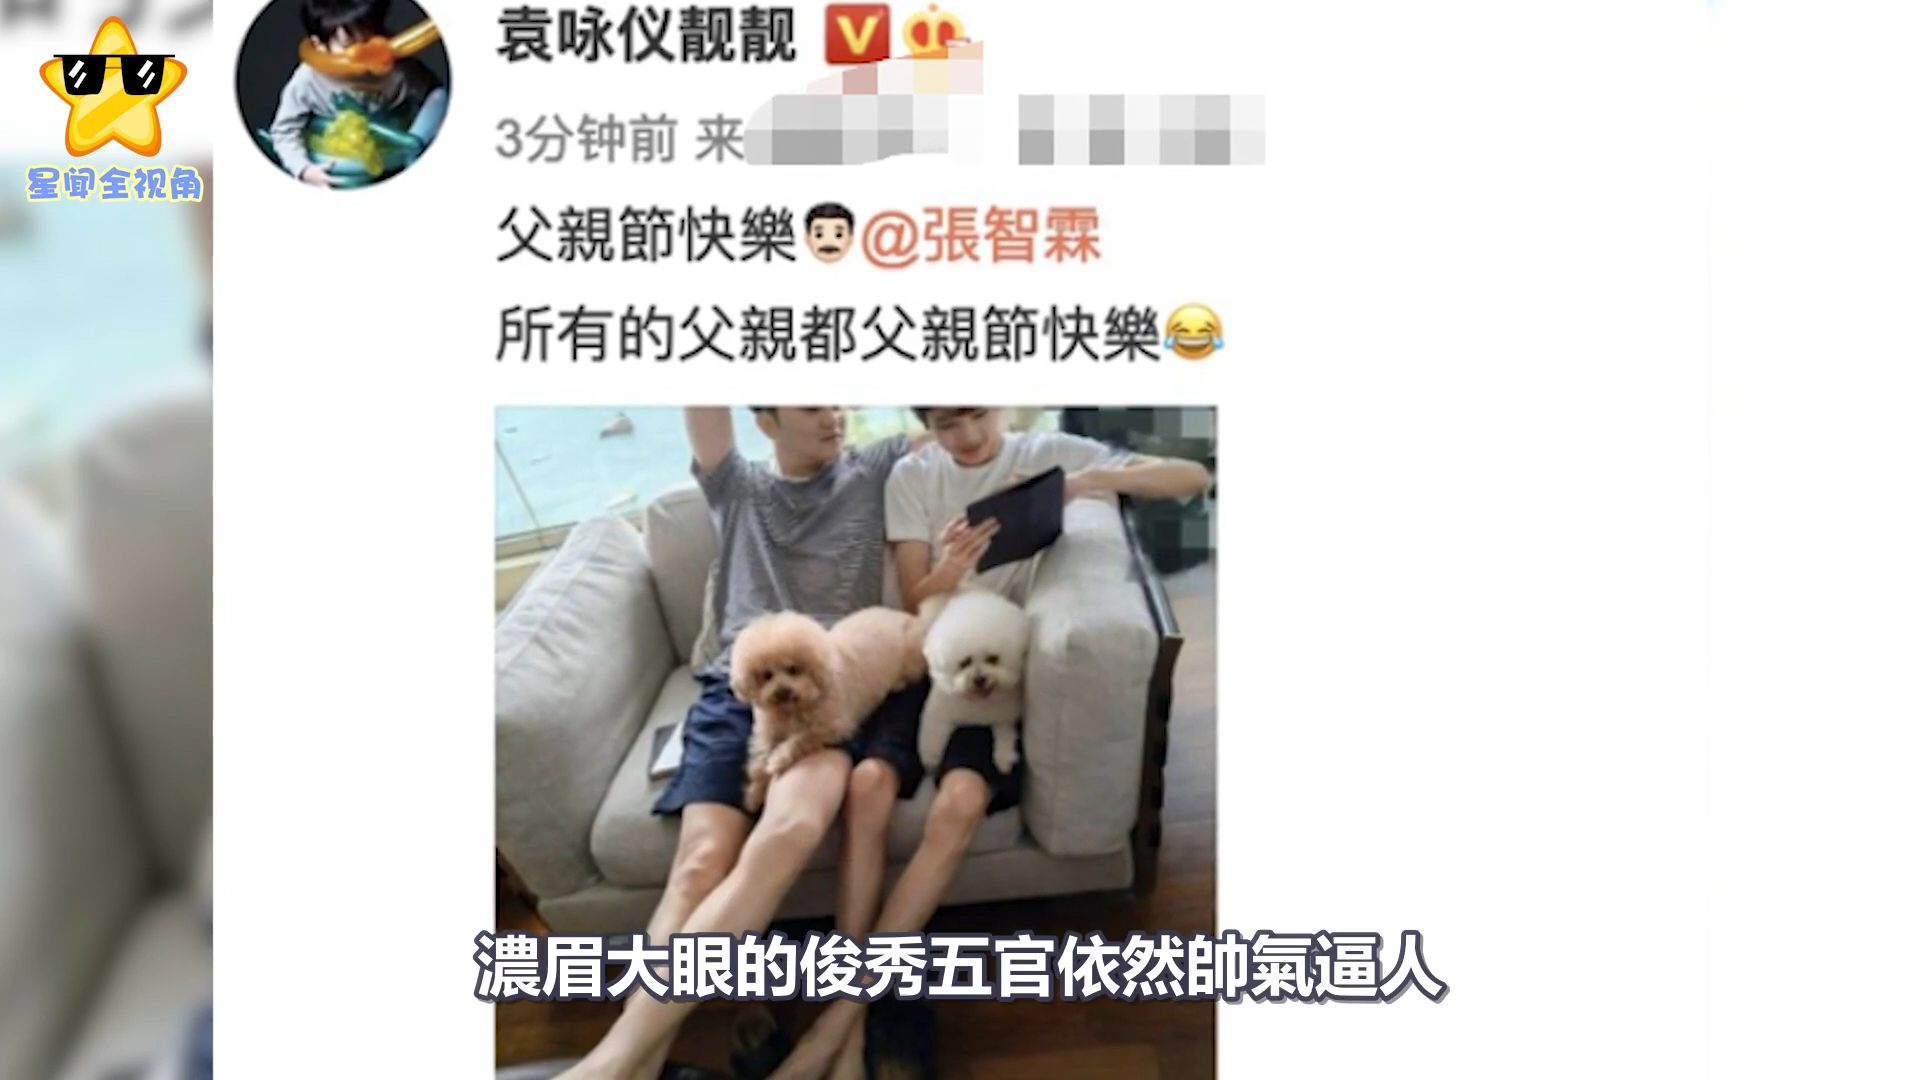 袁咏仪靓靓
星闻全视角
3分钟前 来
父親節快樂@張智霖
所有的父親都父親節快樂
濃眉大眼的俊秀五官依然帥氣逼人